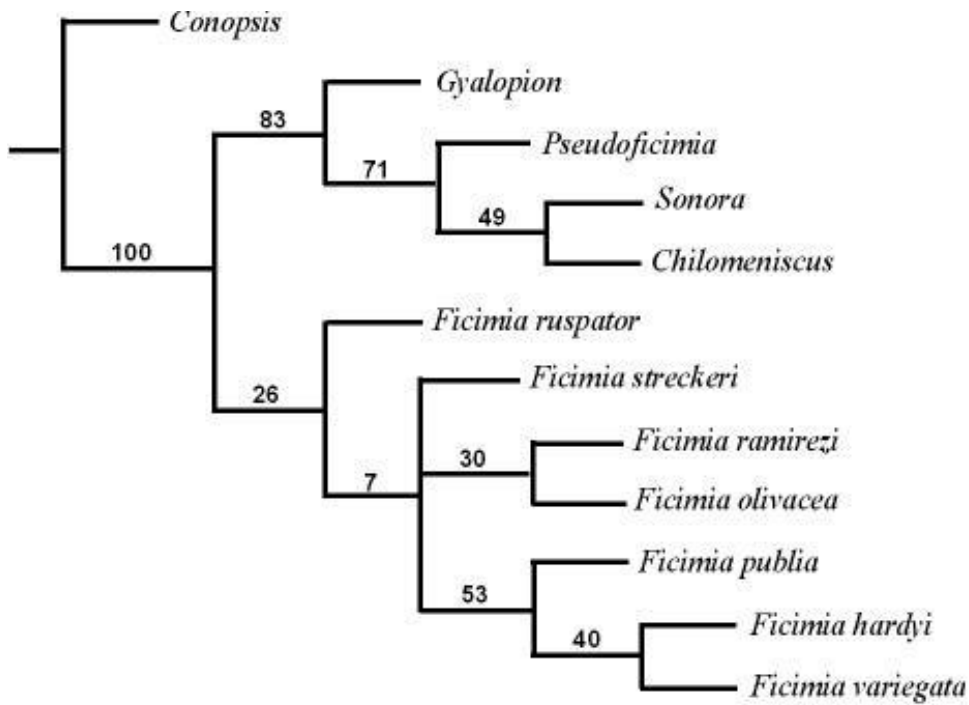 Conopsis
Gyalopion
83
Pseudoficimia
71
Sonora
49
Chilomeniscus
100
Ficimia ruspator
Ficimia streckeri
26
Ficimia ramirezi
30
7
Ficimia olivacea
Ficimia publia
53
Ficimia hardyi
40
Ficimia variegata